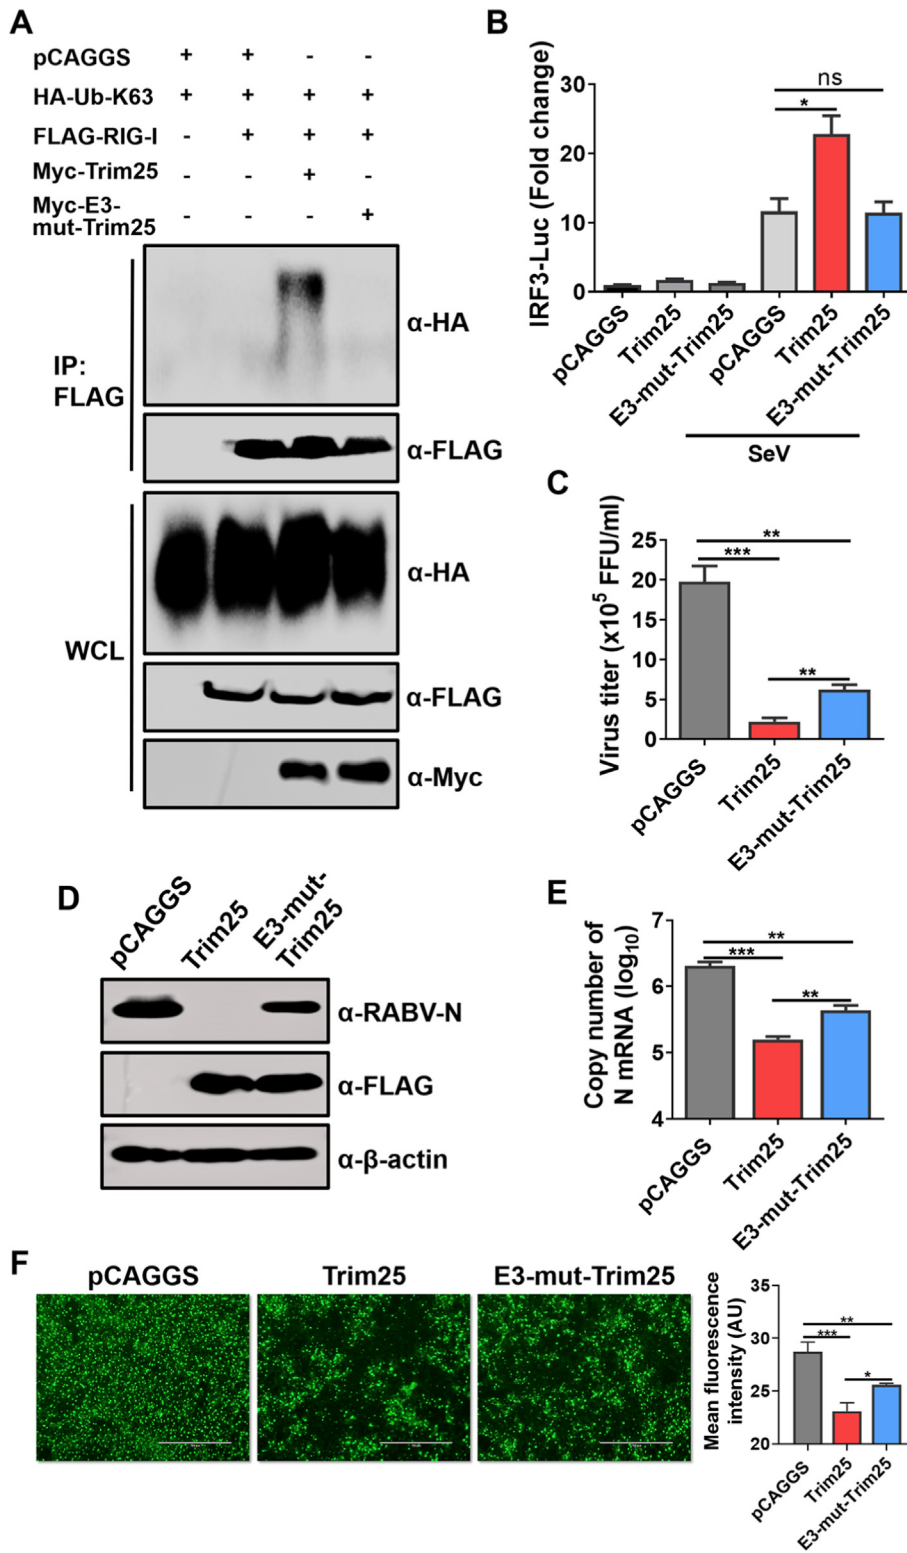 A
pCAGGS + + - -
HA-Ub-K63 + + + +
FLAG-RIG-I - + + +
Myc-Trim25 - - + -
Myc-E3-
mut-Trim25 - - - +
IP:
FLAG
α-HA
α-FLAG
WCL
α-HA
α-FLAG
α-Myc
B
IRF3-Luc (Fold change)
30
20
10
0
ns
*
pCAGGS
Trim25
E3-mut-Trim25
pCAGGS
Trim25
E3-mut-Trim25
SeV
C
Virus titer (x10⁵ FFU/ml)
25
20
15
10
5
0
**
***
**
pCAGGS
Trim25
E3-mut-Trim25
D
pCAGGS
Trim25
E3-mut-
Trim25
α-RABV-N
α-FLAG
α-β-actin
E
Copy number of
N mRNA (log₁₀)
7
6
5
4
**
***
**
pCAGGS
Trim25
E3-mut-Trim25
F
pCAGGS
Trim25
E3-mut-Trim25
Mean fluorescence
intensity (AU)
35
30
25
20
**
***
*
pCAGGS
Trim25
E3-mut-Trim25